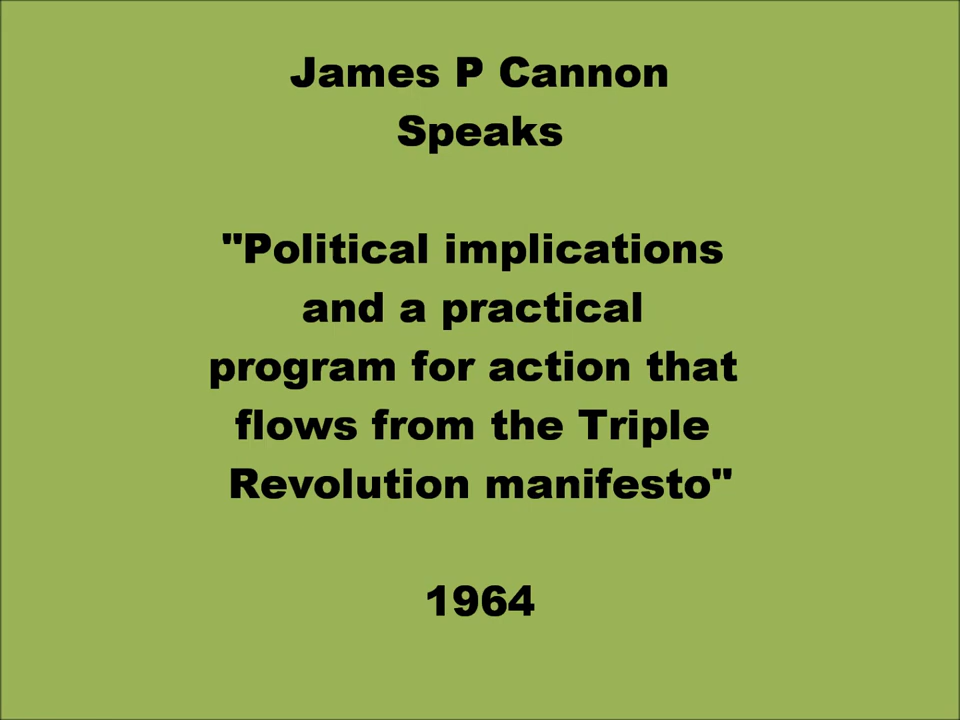 James P Cannon
Speaks
"Political implications
and a practical
program for action that
flows from the Triple
Revolution manifesto"
1964